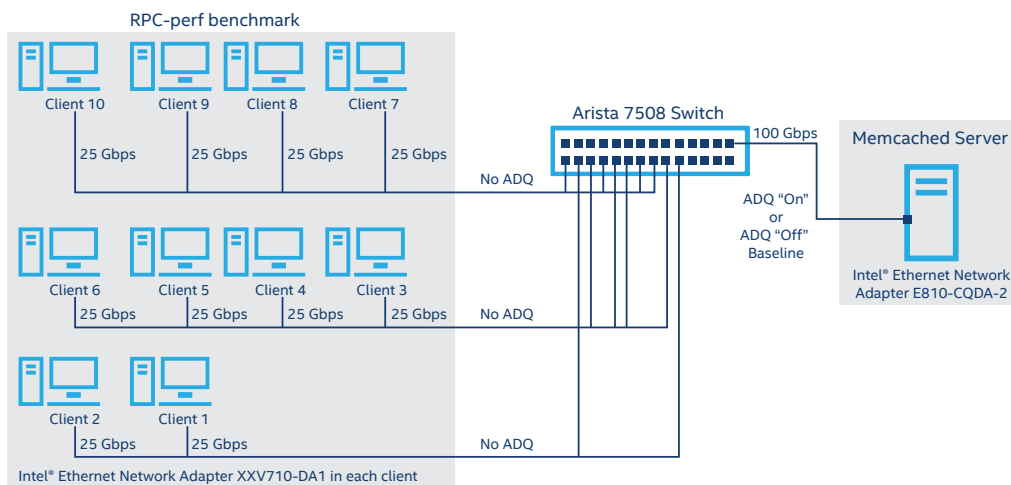 RPC-perf benchmark
Client 10
Client 9
Client 8
Client 7
25 Gbps
25 Gbps
25 Gbps
25 Gbps
No ADQ
Client 6
Client 5
Client 4
Client 3
25 Gbps
25 Gbps
25 Gbps
25 Gbps
No ADQ
Client 2
Client 1
25 Gbps
25 Gbps
No ADQ
Intel® Ethernet Network Adapter XXV710-DA1 in each client
Arista 7508 Switch
100 Gbps
ADQ “On”
or
ADQ “Off”
Baseline
Memcached Server
Intel® Ethernet Network
Adapter E810-CQDA-2